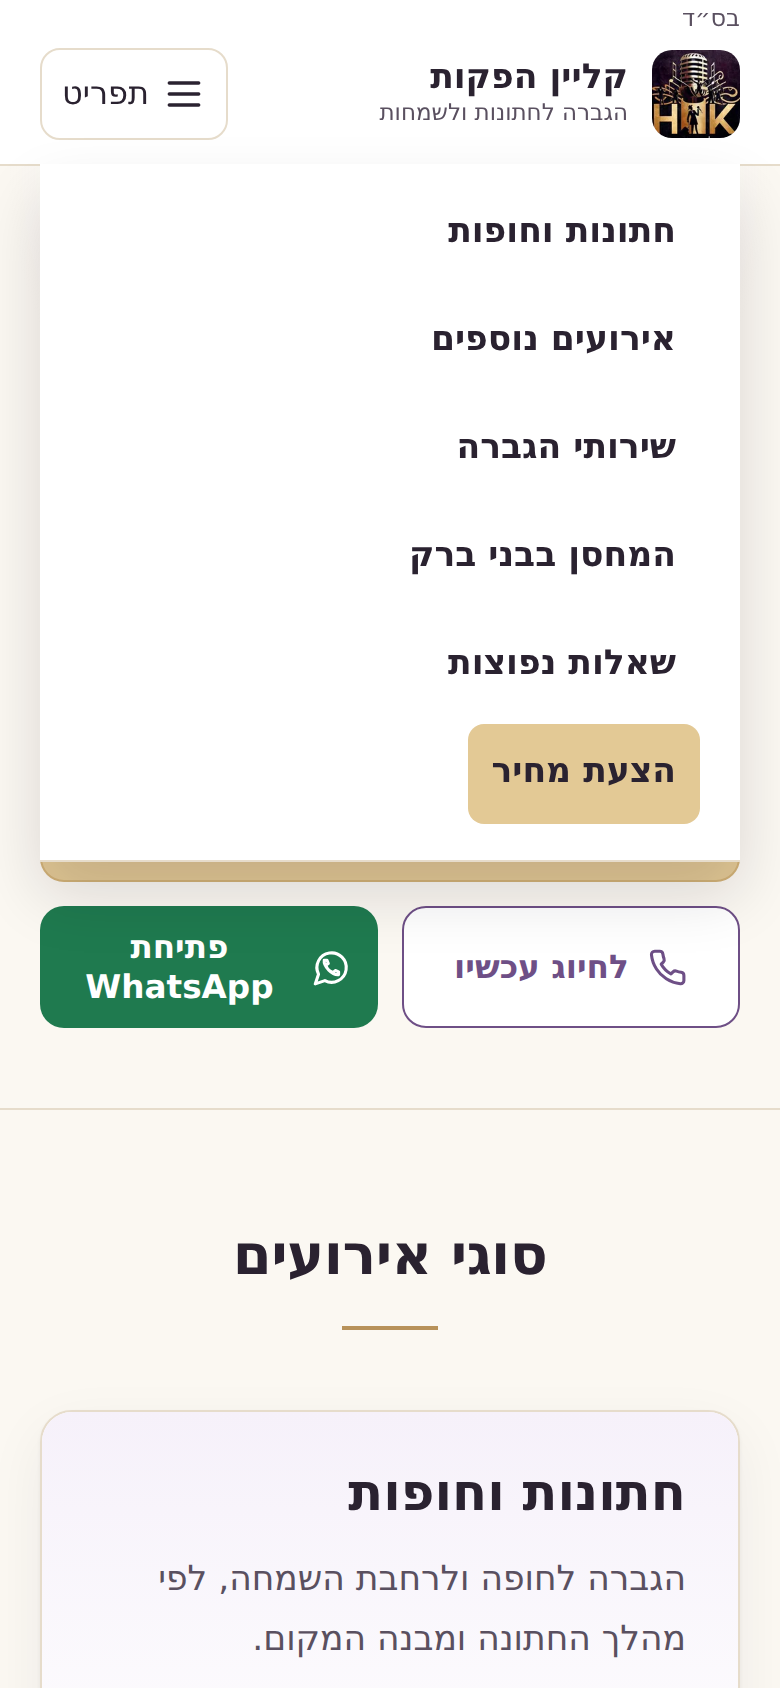 בס״ד
קליין הפקות
הגברה לחתונות ולשמחות
HK
תפריט
חתונות וחופות
אירועים נוספים
שירותי הגברה
המחסן בבני ברק
שאלות נפוצות
הצעת מחיר
לחיוג עכשיו
פתיחת
WhatsApp
סוגי אירועים
חתונות וחופות
הגברה לחופה ולרחבת השמחה, לפי
מהלך החתונה ומבנה המקום.